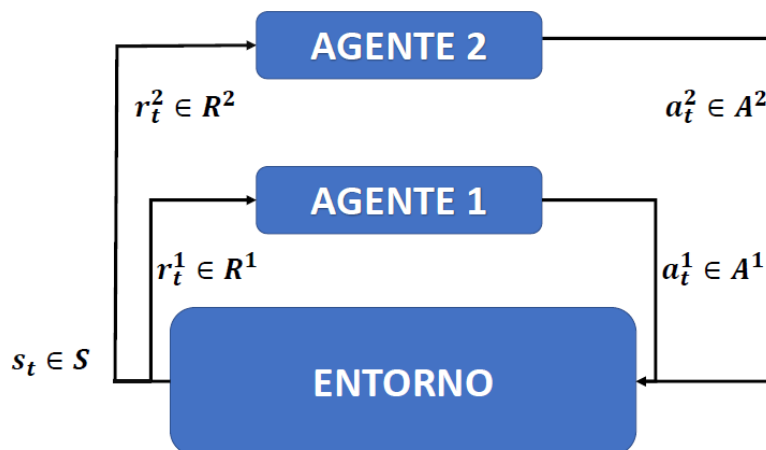 AGENTE 2
r_t^2 ∈ R^2
a_t^2 ∈ A^2
AGENTE 1
r_t^1 ∈ R^1
a_t^1 ∈ A^1
s_t ∈ S
ENTORNO